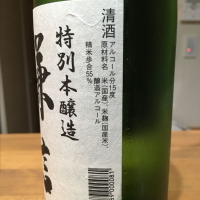 清酒
アルコール分15度
原材料名 米(国産)、米麹(国産米)、
醸造アルコール
精米歩合55%
特別本醸造
謙信